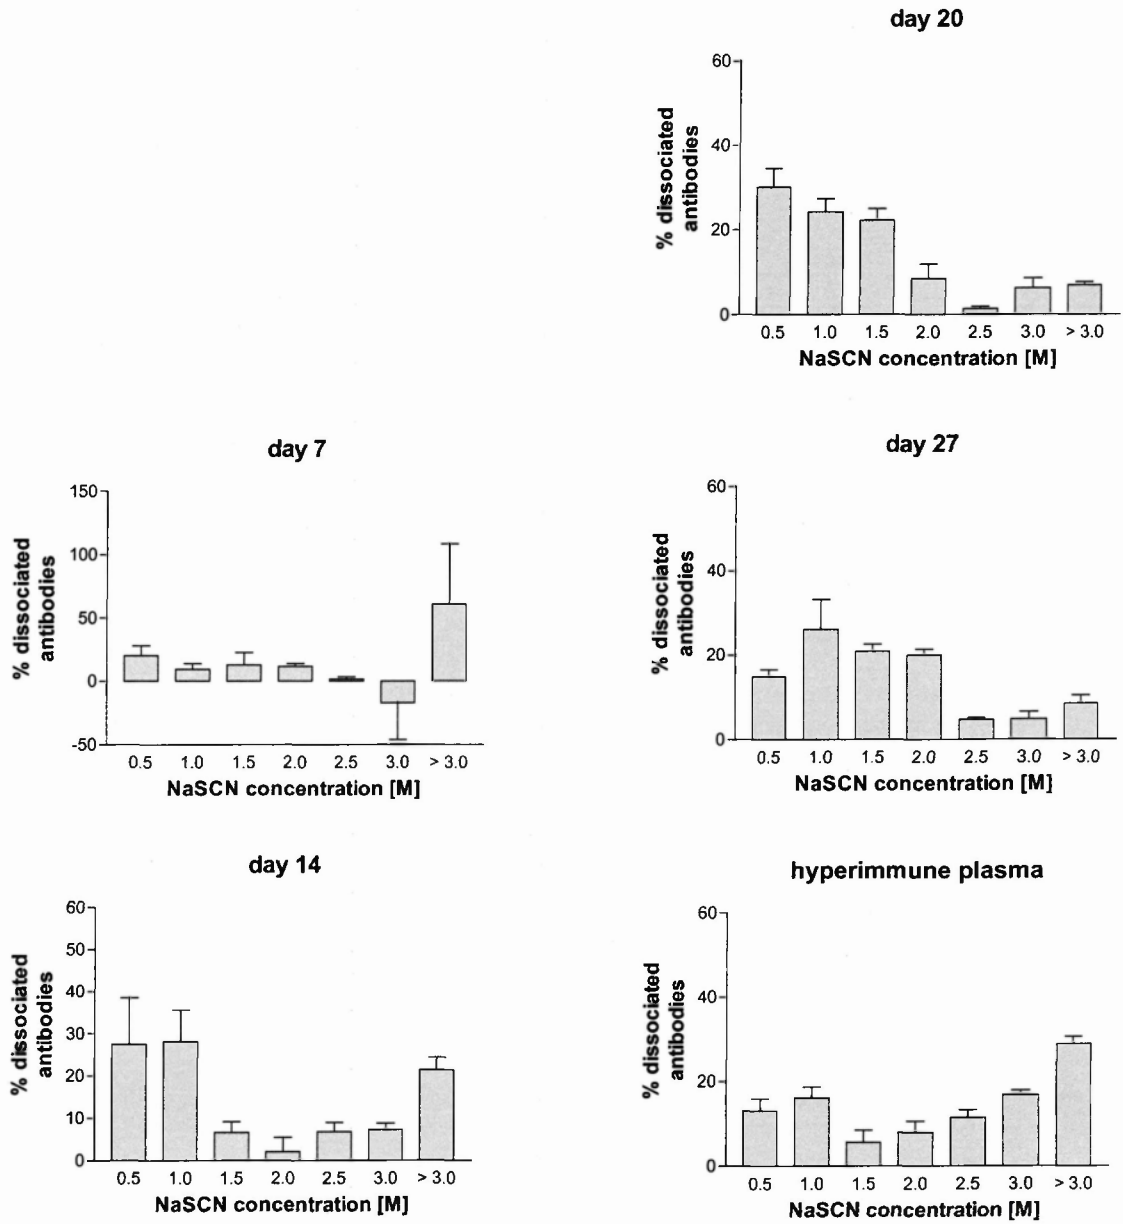 day 20
60
40
20
0
% dissociated
antibodies
0.5 1.0 1.5 2.0 2.5 3.0 > 3.0
NaSCN concentration [M]
day 7
150
100
50
0
-50
% dissociated
antibodies
0.5 1.0 1.5 2.0 2.5 3.0 > 3.0
NaSCN concentration [M]
day 27
60
40
20
0
% dissociated
antibodies
0.5 1.0 1.5 2.0 2.5 3.0 > 3.0
NaSCN concentration [M]
day 14
60
50
40
30
20
10
0
% dissociated
antibodies
0.5 1.0 1.5 2.0 2.5 3.0 > 3.0
NaSCN concentration [M]
hyperimmune plasma
60
40
20
0
% dissociated
antibodies
0.5 1.0 1.5 2.0 2.5 3.0 > 3.0
NaSCN concentration [M]